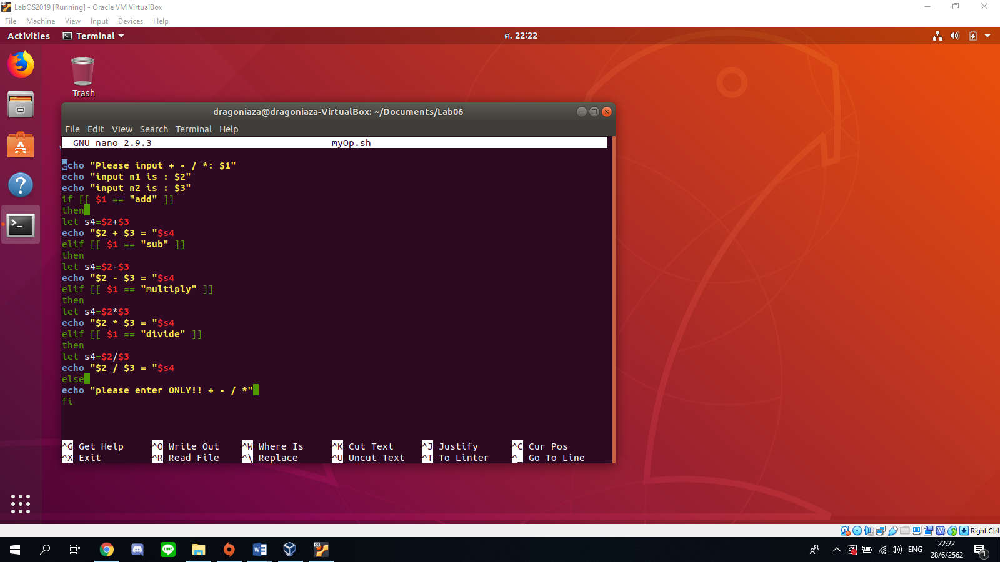 LabOS2019 [Running] - Oracle VM VirtualBox
File Machine View Input Devices Help
Activities Terminal ศ. 22:22
Trash
dragoniaza@dragoniaza-VirtualBox: ~/Documents/Lab06
File Edit View Search Terminal Help
GNU nano 2.9.3 myOp.sh
echo "Please input + - / *: $1"
echo "input n1 is : $2"
echo "input n2 is : $3"
if [[ $1 == "add" ]]
then
let s4=$2+$3
echo "$2 + $3 = "$s4
elif [[ $1 == "sub" ]]
then
let s4=$2-$3
echo "$2 - $3 = "$s4
elif [[ $1 == "multiply" ]]
then
let s4=$2*$3
echo "$2 * $3 = "$s4
elif [[ $1 == "divide" ]]
then
let s4=$2/$3
echo "$2 / $3 = "$s4
else
echo "please enter ONLY!! + - / *"
fi
^G Get Help ^O Write Out ^W Where Is ^K Cut Text ^J Justify ^C Cur Pos
^X Exit ^R Read File ^\ Replace ^U Uncut Text ^T To Linter ^_ Go To Line
Right Ctrl
ENG
22:22
28/6/2562
1